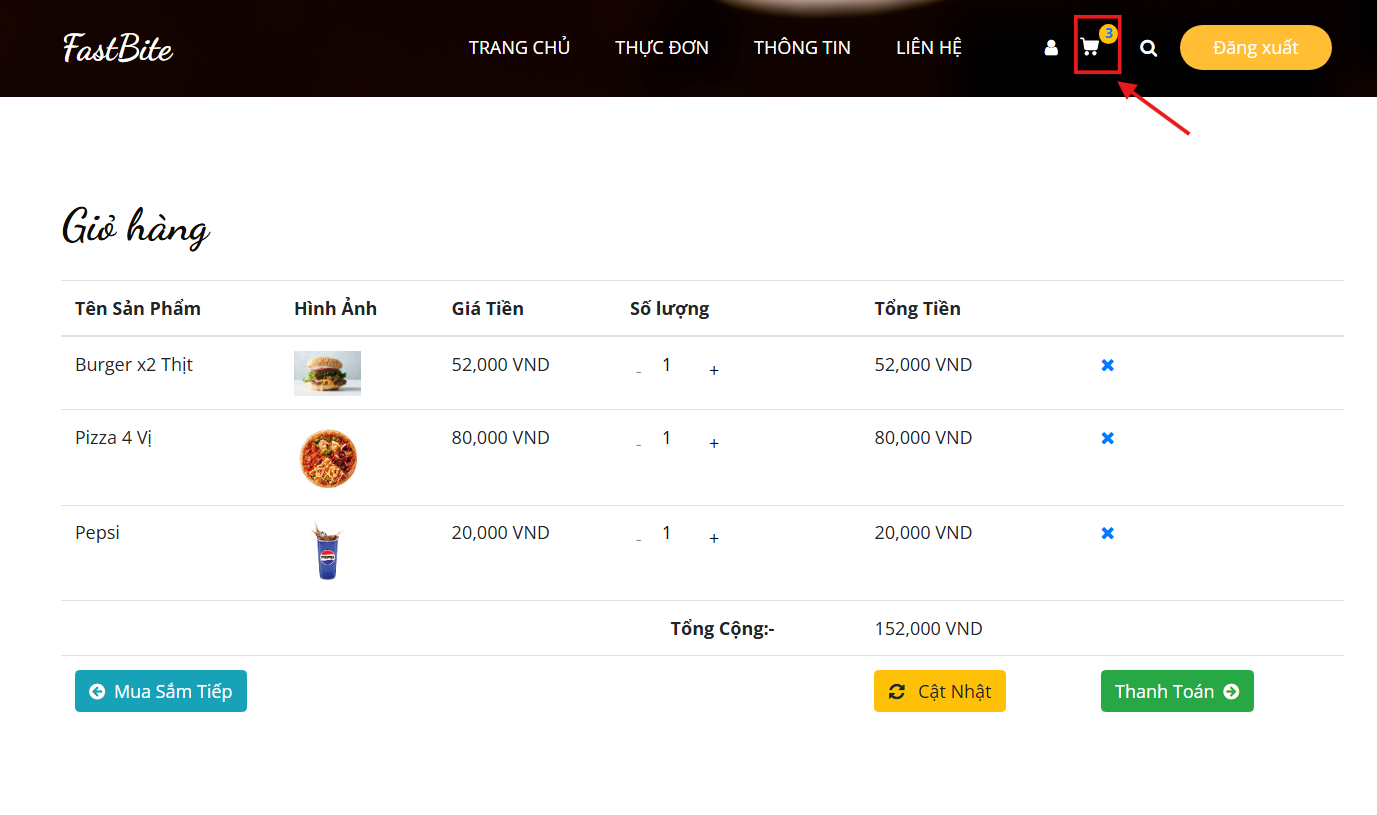 FastBite TRANG CHỦ THỰC ĐƠN THÔNG TIN LIÊN HỆ 3 Đăng xuất
Giỏ hàng
Tên Sản Phẩm Hình Ảnh Giá Tiền Số lượng Tổng Tiền
Burger x2 Thịt 52,000 VND - 1 + 52,000 VND
Pizza 4 Vị 80,000 VND - 1 + 80,000 VND
Pepsi 20,000 VND - 1 + 20,000 VND
Tổng Cộng:- 152,000 VND
Mua Sắm Tiếp Cật Nhật Thanh Toán